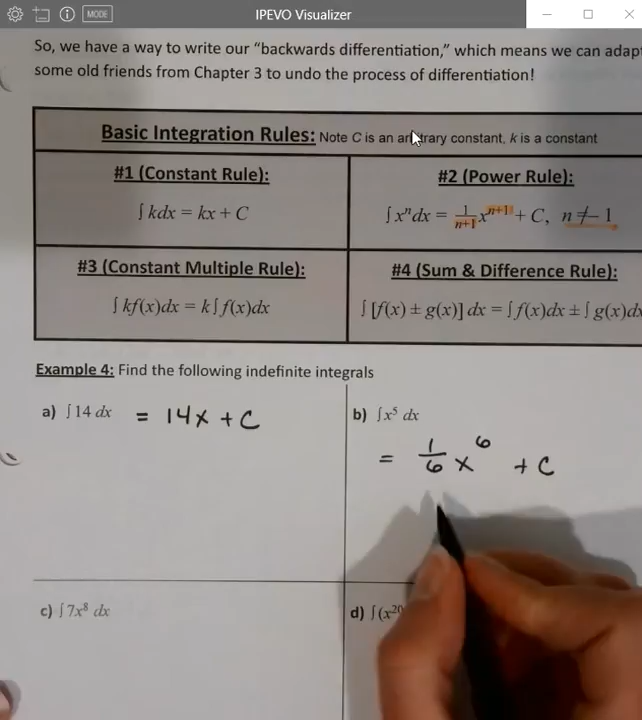 MODE
IPEVO Visualizer
So, we have a way to write our “backwards differentiation,” which means we can adapt
some old friends from Chapter 3 to undo the process of differentiation!
Basic Integration Rules: Note C is an arbitrary constant, k is a constant
#1 (Constant Rule):
∫ kdx = kx + C
#2 (Power Rule):
∫ xⁿ dx = 1/(n+1) xⁿ⁺¹ + C, n ≠ −1
#3 (Constant Multiple Rule):
∫ kf(x)dx = k∫ f(x)dx
#4 (Sum & Difference Rule):
∫ [f(x) ± g(x)] dx = ∫ f(x)dx ± ∫ g(x)dx
Example 4: Find the following indefinite integrals
a) ∫ 14 dx = 14x + C
b) ∫ x⁵ dx
= 1/6 x⁶ + C
c) ∫ 7x⁸ dx
d) ∫ (x²⁰